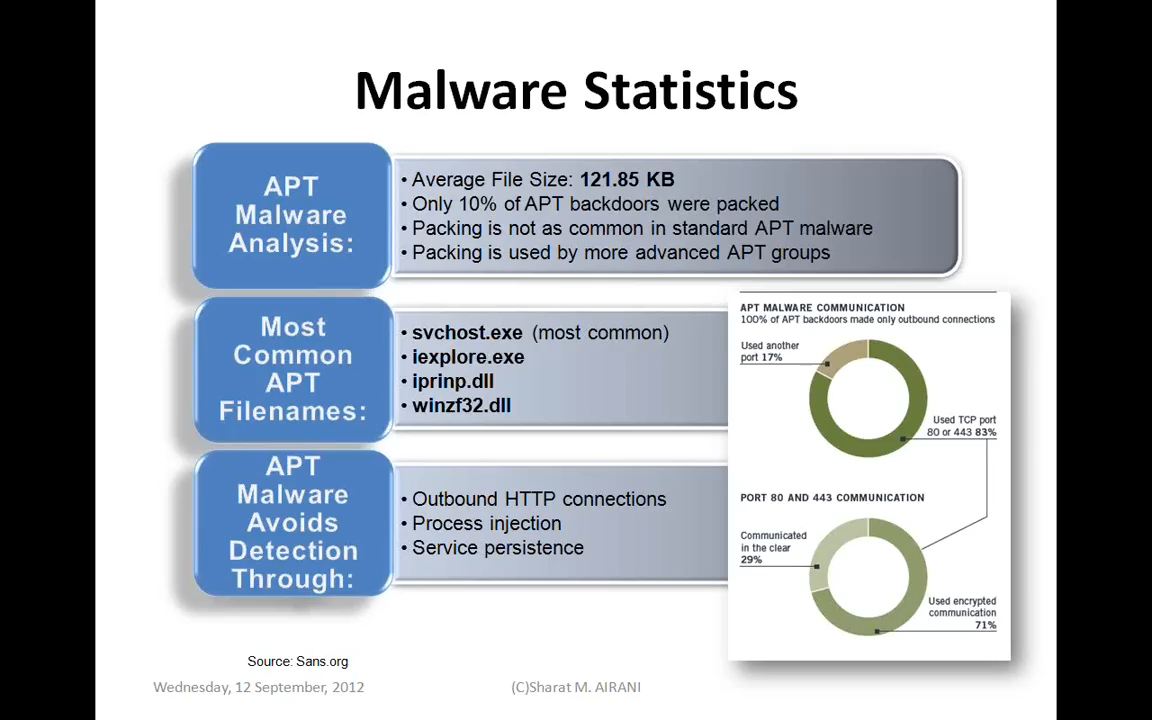 Malware Statistics
APT
Malware
Analysis:
• Average File Size: 121.85 KB
• Only 10% of APT backdoors were packed
• Packing is not as common in standard APT malware
• Packing is used by more advanced APT groups
Most
Common
APT
Filenames:
• svchost.exe (most common)
• iexplore.exe
• iprinp.dll
• winzf32.dll
APT
Malware
Avoids
Detection
Through:
• Outbound HTTP connections
• Process injection
• Service persistence
APT MALWARE COMMUNICATION
100% of APT backdoors made only outbound connections
Used another
port 17%
Used TCP port
80 or 443 83%
PORT 80 AND 443 COMMUNICATION
Communicated
in the clear
29%
Used encrypted
communication
71%
Source: Sans.org
Wednesday, 12 September, 2012
(C)Sharat M. AIRANI